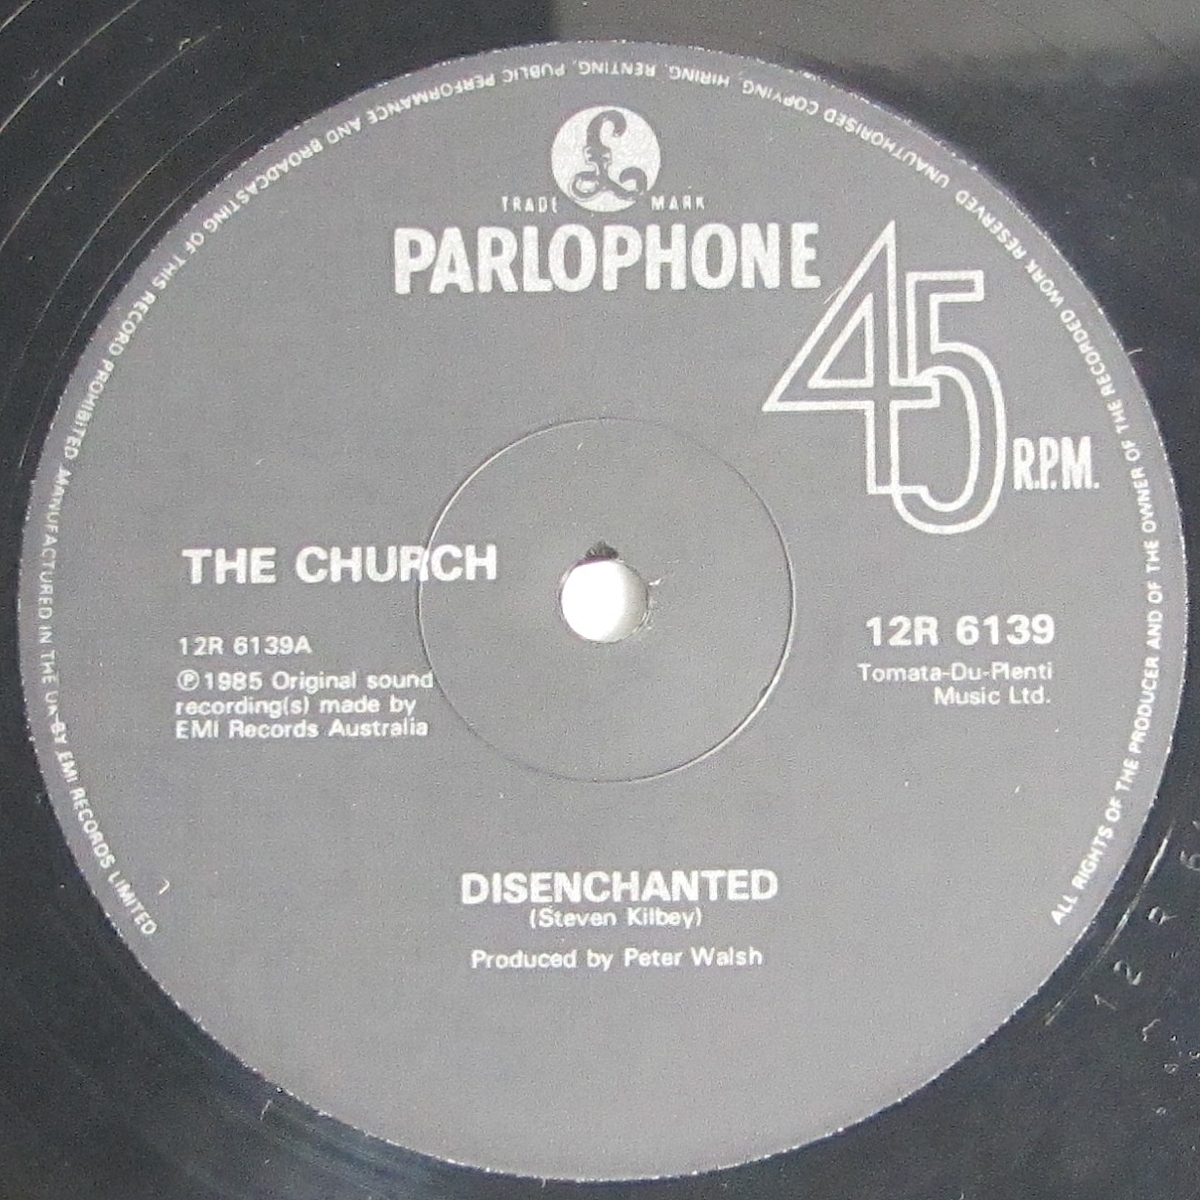 ALL RIGHTS OF THE PRODUCER AND OF THE OWNER OF THE RECORDED WORK RESERVED UNAUTHORISED COPYING, HIRING, RENTING, PUBLIC PERFORMANCE AND BROADCASTING OF THIS RECORD PROHIBITED MANUFACTURED IN THE UK BY EMI RECORDS LIMITED
£
TRADE MARK
PARLOPHONE
45
R.P.M.
THE CHURCH
12R 6139
12R 6139A
Tomata-Du-Plenti
Music Ltd.
℗1985 Original sound
recording(s) made by
EMI Records Australia
DISENCHANTED
(Steven Kilbey)
Produced by Peter Walsh
12 R 6